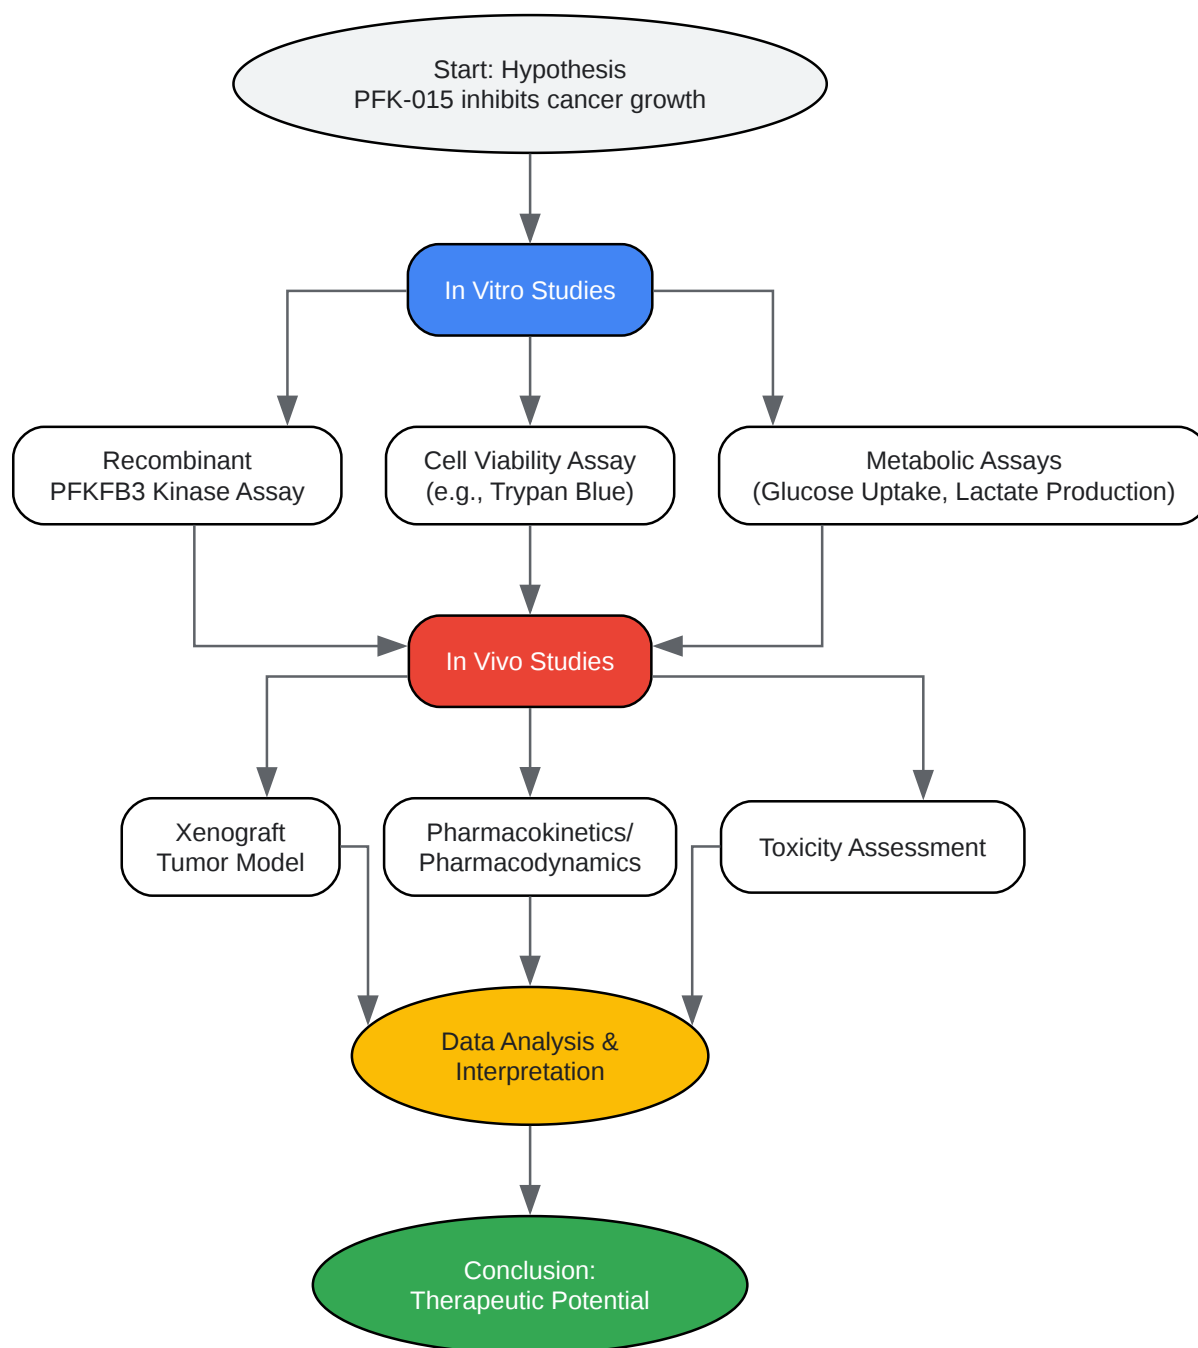 Start: Hypothesis
PFK-015 inhibits cancer growth
In Vitro Studies
Recombinant
PFKFB3 Kinase Assay
Cell Viability Assay
(e.g., Trypan Blue)
Metabolic Assays
(Glucose Uptake, Lactate Production)
In Vivo Studies
Xenograft
Tumor Model
Pharmacokinetics/
Pharmacodynamics
Toxicity Assessment
Data Analysis &
Interpretation
Conclusion:
Therapeutic Potential